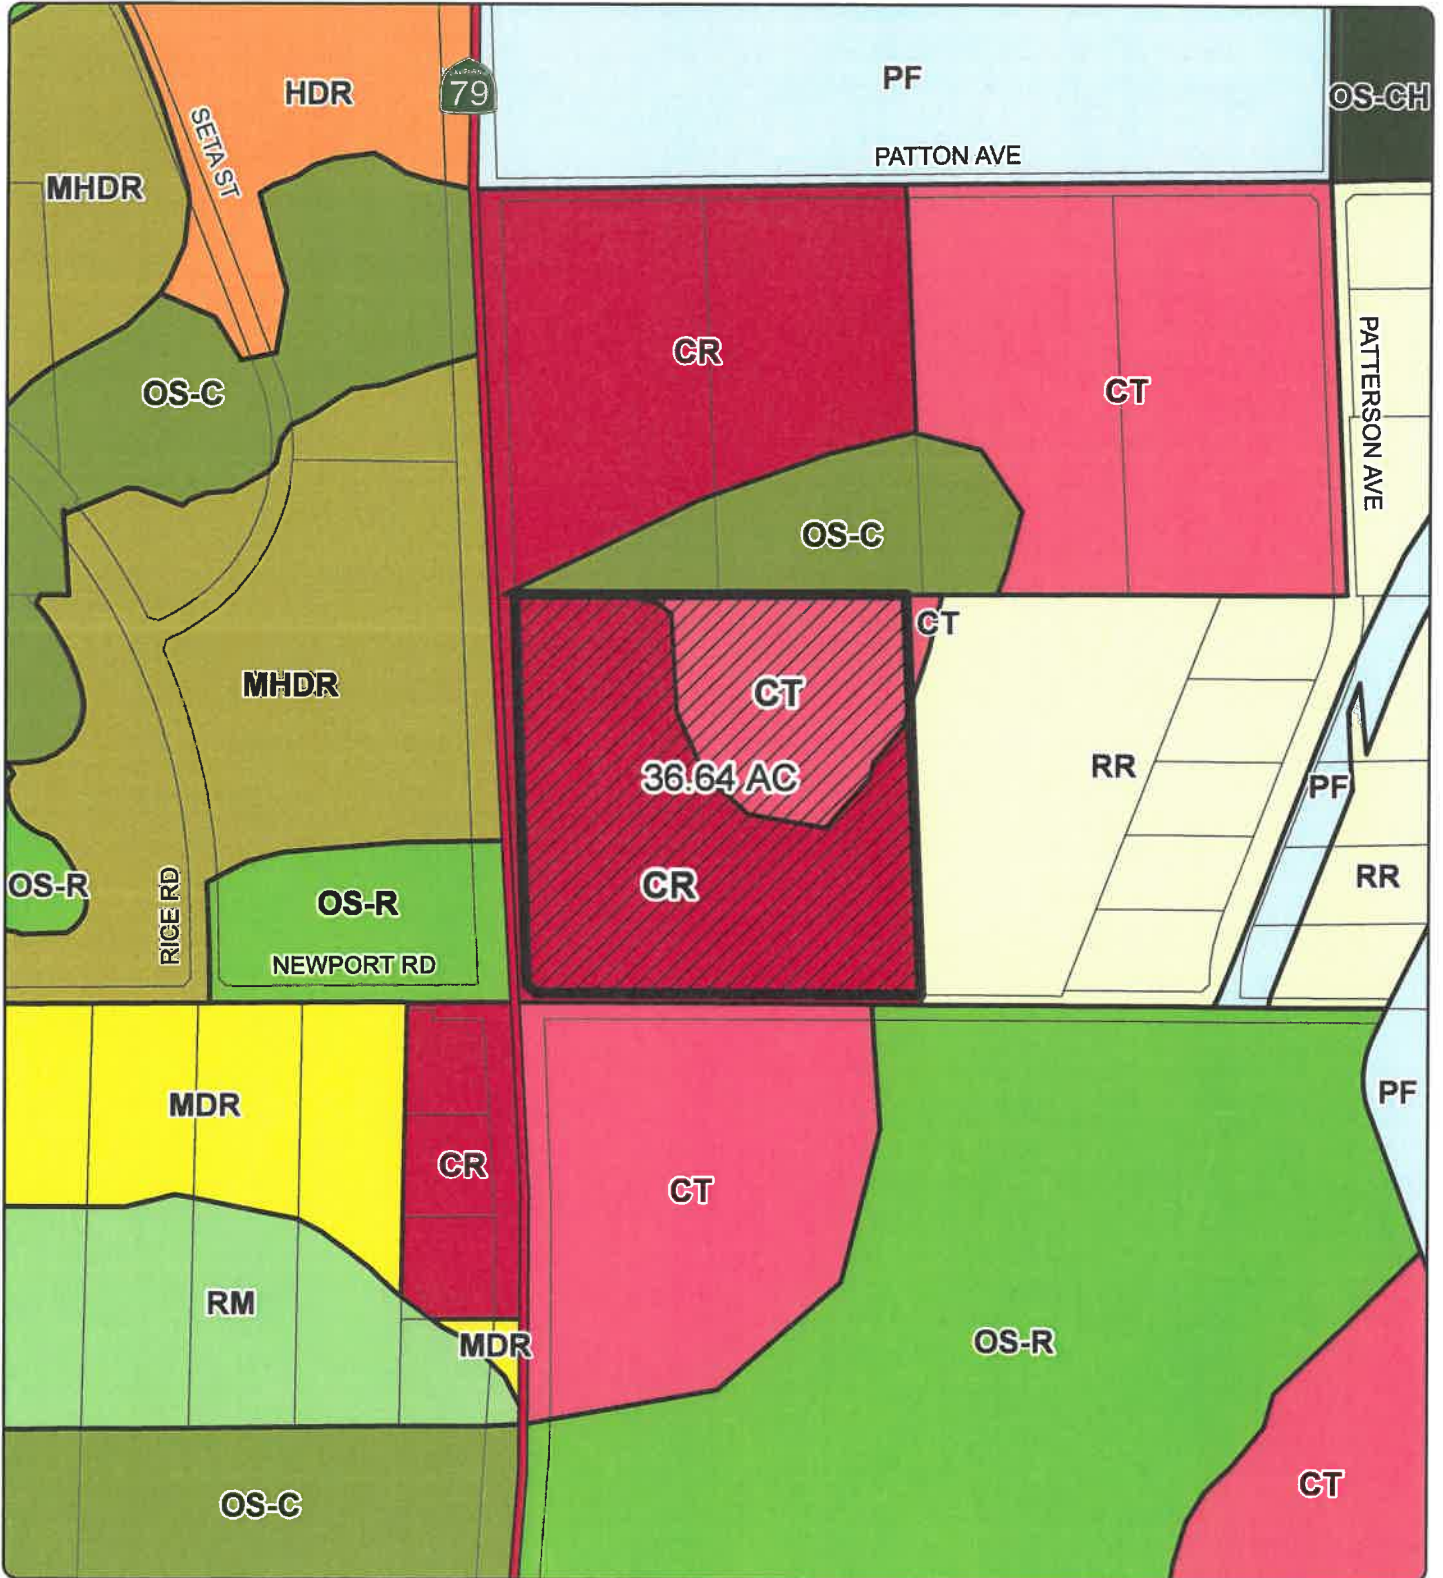 HDR
CALIFORNIA
79
PF
OS-CH
SETA ST
PATTON AVE
MHDR
CR
CT
PATTERSON AVE
OS-C
OS-C
CT
MHDR
CT
36.64 AC
RR
PF
OS-R
RICE RD
OS-R
CR
RR
NEWPORT RD
MDR
CR
CT
PF
RM
MDR
OS-R
OS-C
CT